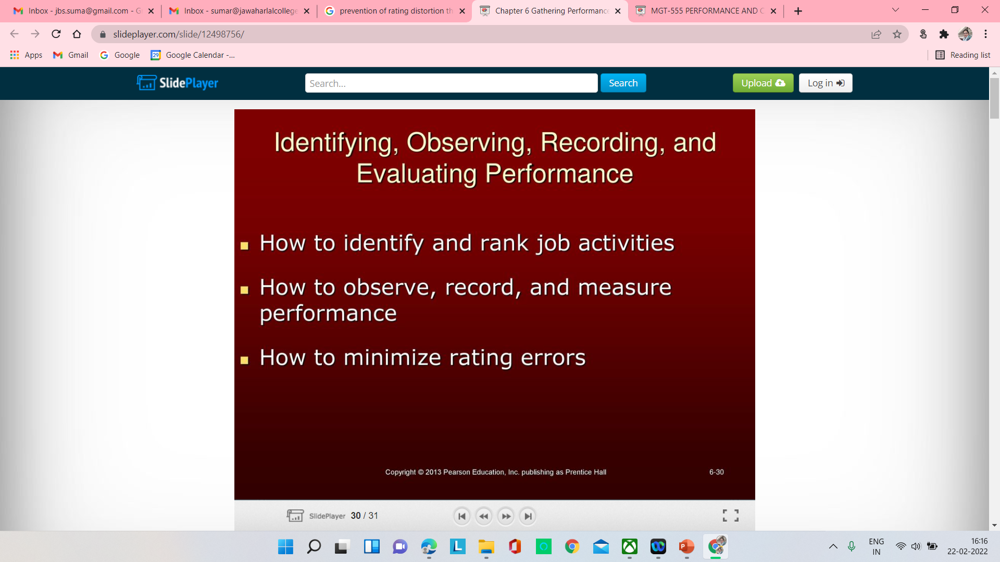 Inbox - jbs.suma@gmail.com - G
Inbox - sumar@jawaharlalcollege
prevention of rating distortion th
Chapter 6 Gathering Performance
MGT-555 PERFORMANCE AND C
slideplayer.com/slide/12498756/
Apps
Gmail
Google
29
Google Calendar -...
Reading list
SlidePlayer
Search...
Search
Upload
Log in
Identifying, Observing, Recording, and
Evaluating Performance
How to identify and rank job activities
How to observe, record, and measure
performance
How to minimize rating errors
Copyright © 2013 Pearson Education, Inc. publishing as Prentice Hall
6-30
SlidePlayer
30 / 31
L
P
ENG
IN
16:16
22-02-2022